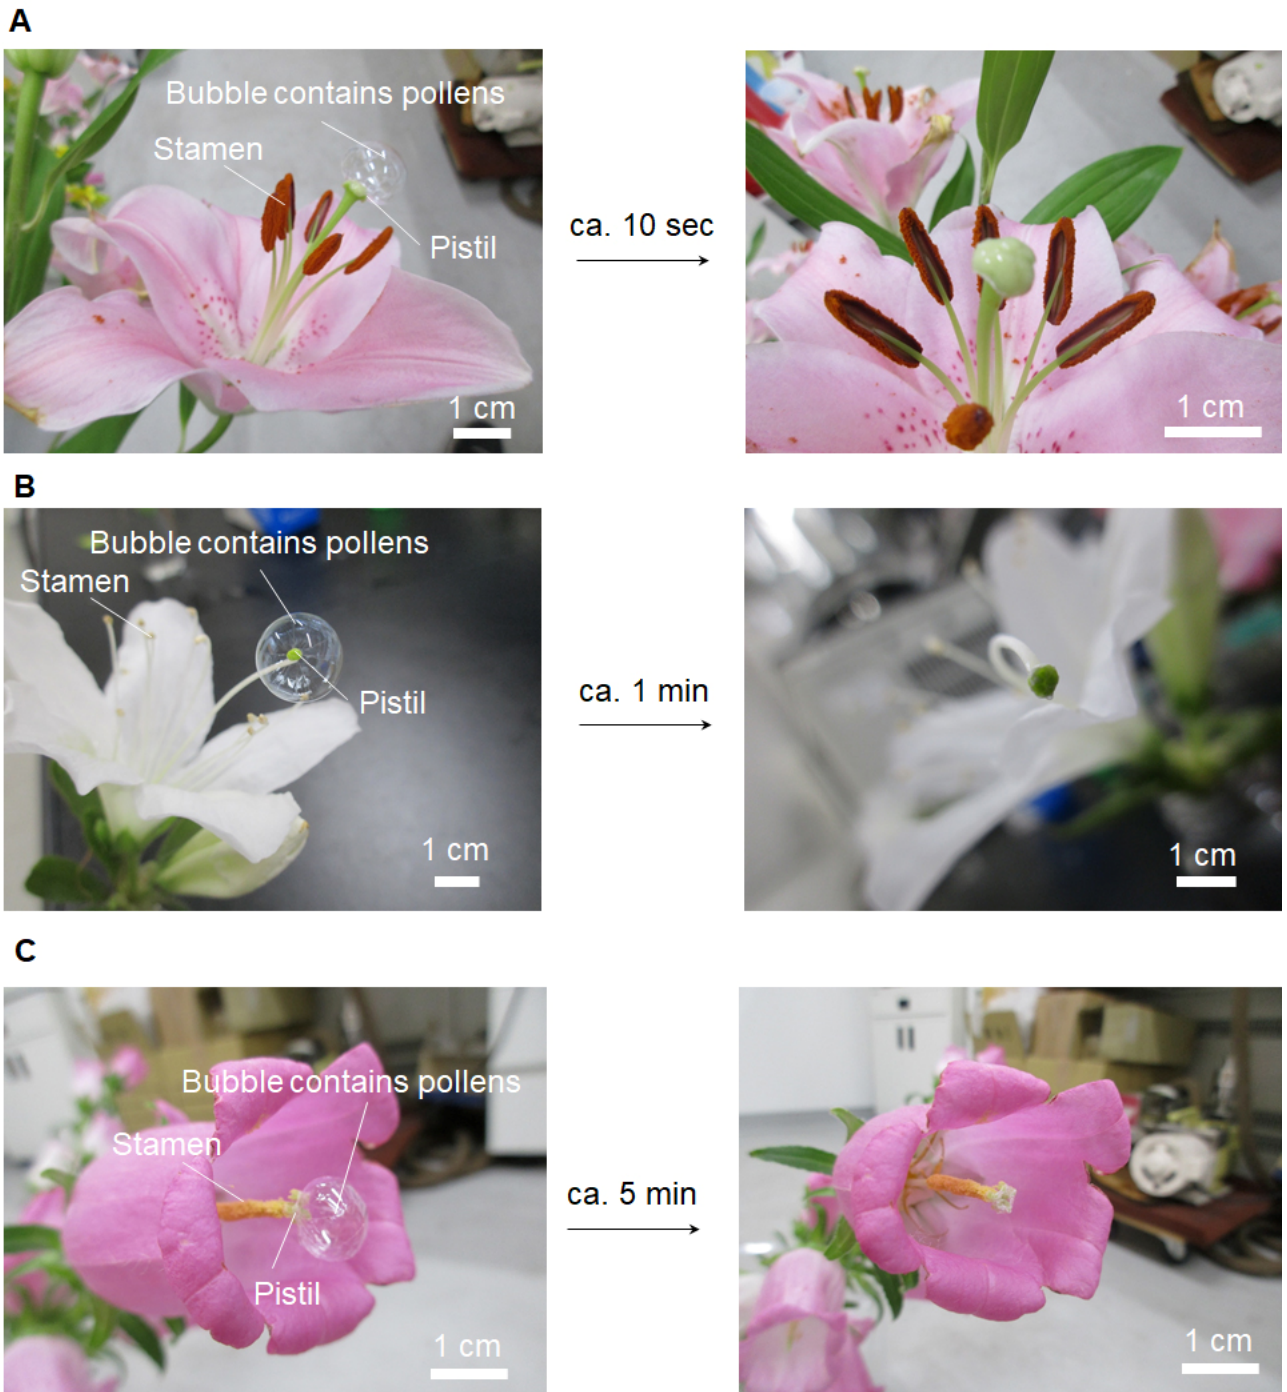 A
Bubble contains pollens
Stamen
Pistil
1 cm
ca. 10 sec
1 cm
B
Bubble contains pollens
Stamen
Pistil
1 cm
ca. 1 min
1 cm
C
Bubble contains pollens
Stamen
Pistil
1 cm
ca. 5 min
1 cm